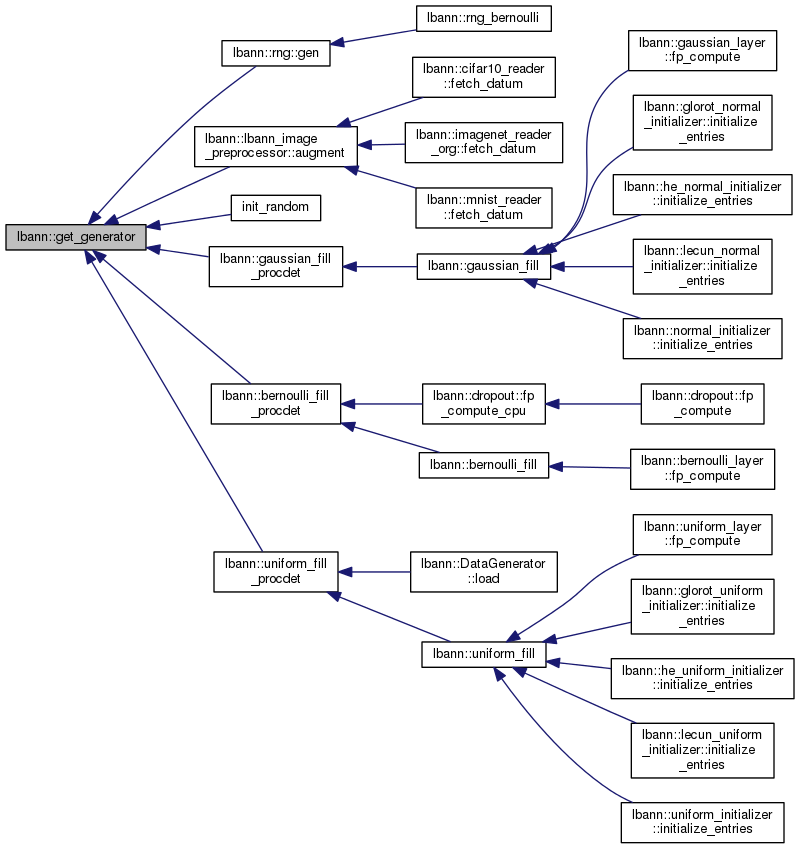 lbann::get_generator
lbann::rng::gen
lbann::rng_bernoulli
lbann::lbann_image
_preprocessor::augment
lbann::cifar10_reader
::fetch_datum
lbann::imagenet_reader
_org::fetch_datum
lbann::mnist_reader
::fetch_datum
init_random
lbann::gaussian_fill
_procdet
lbann::gaussian_fill
lbann::gaussian_layer
::fp_compute
lbann::glorot_normal
_initializer::initialize
_entries
lbann::he_normal_initializer
::initialize_entries
lbann::lecun_normal
_initializer::initialize
_entries
lbann::normal_initializer
::initialize_entries
lbann::bernoulli_fill
_procdet
lbann::dropout::fp
_compute_cpu
lbann::dropout::fp
_compute
lbann::bernoulli_fill
lbann::bernoulli_layer
::fp_compute
lbann::uniform_fill
_procdet
lbann::DataGenerator
::load
lbann::uniform_fill
lbann::uniform_layer
::fp_compute
lbann::glorot_uniform
_initializer::initialize
_entries
lbann::he_uniform_initializer
::initialize_entries
lbann::lecun_uniform
_initializer::initialize
_entries
lbann::uniform_initializer
::initialize_entries